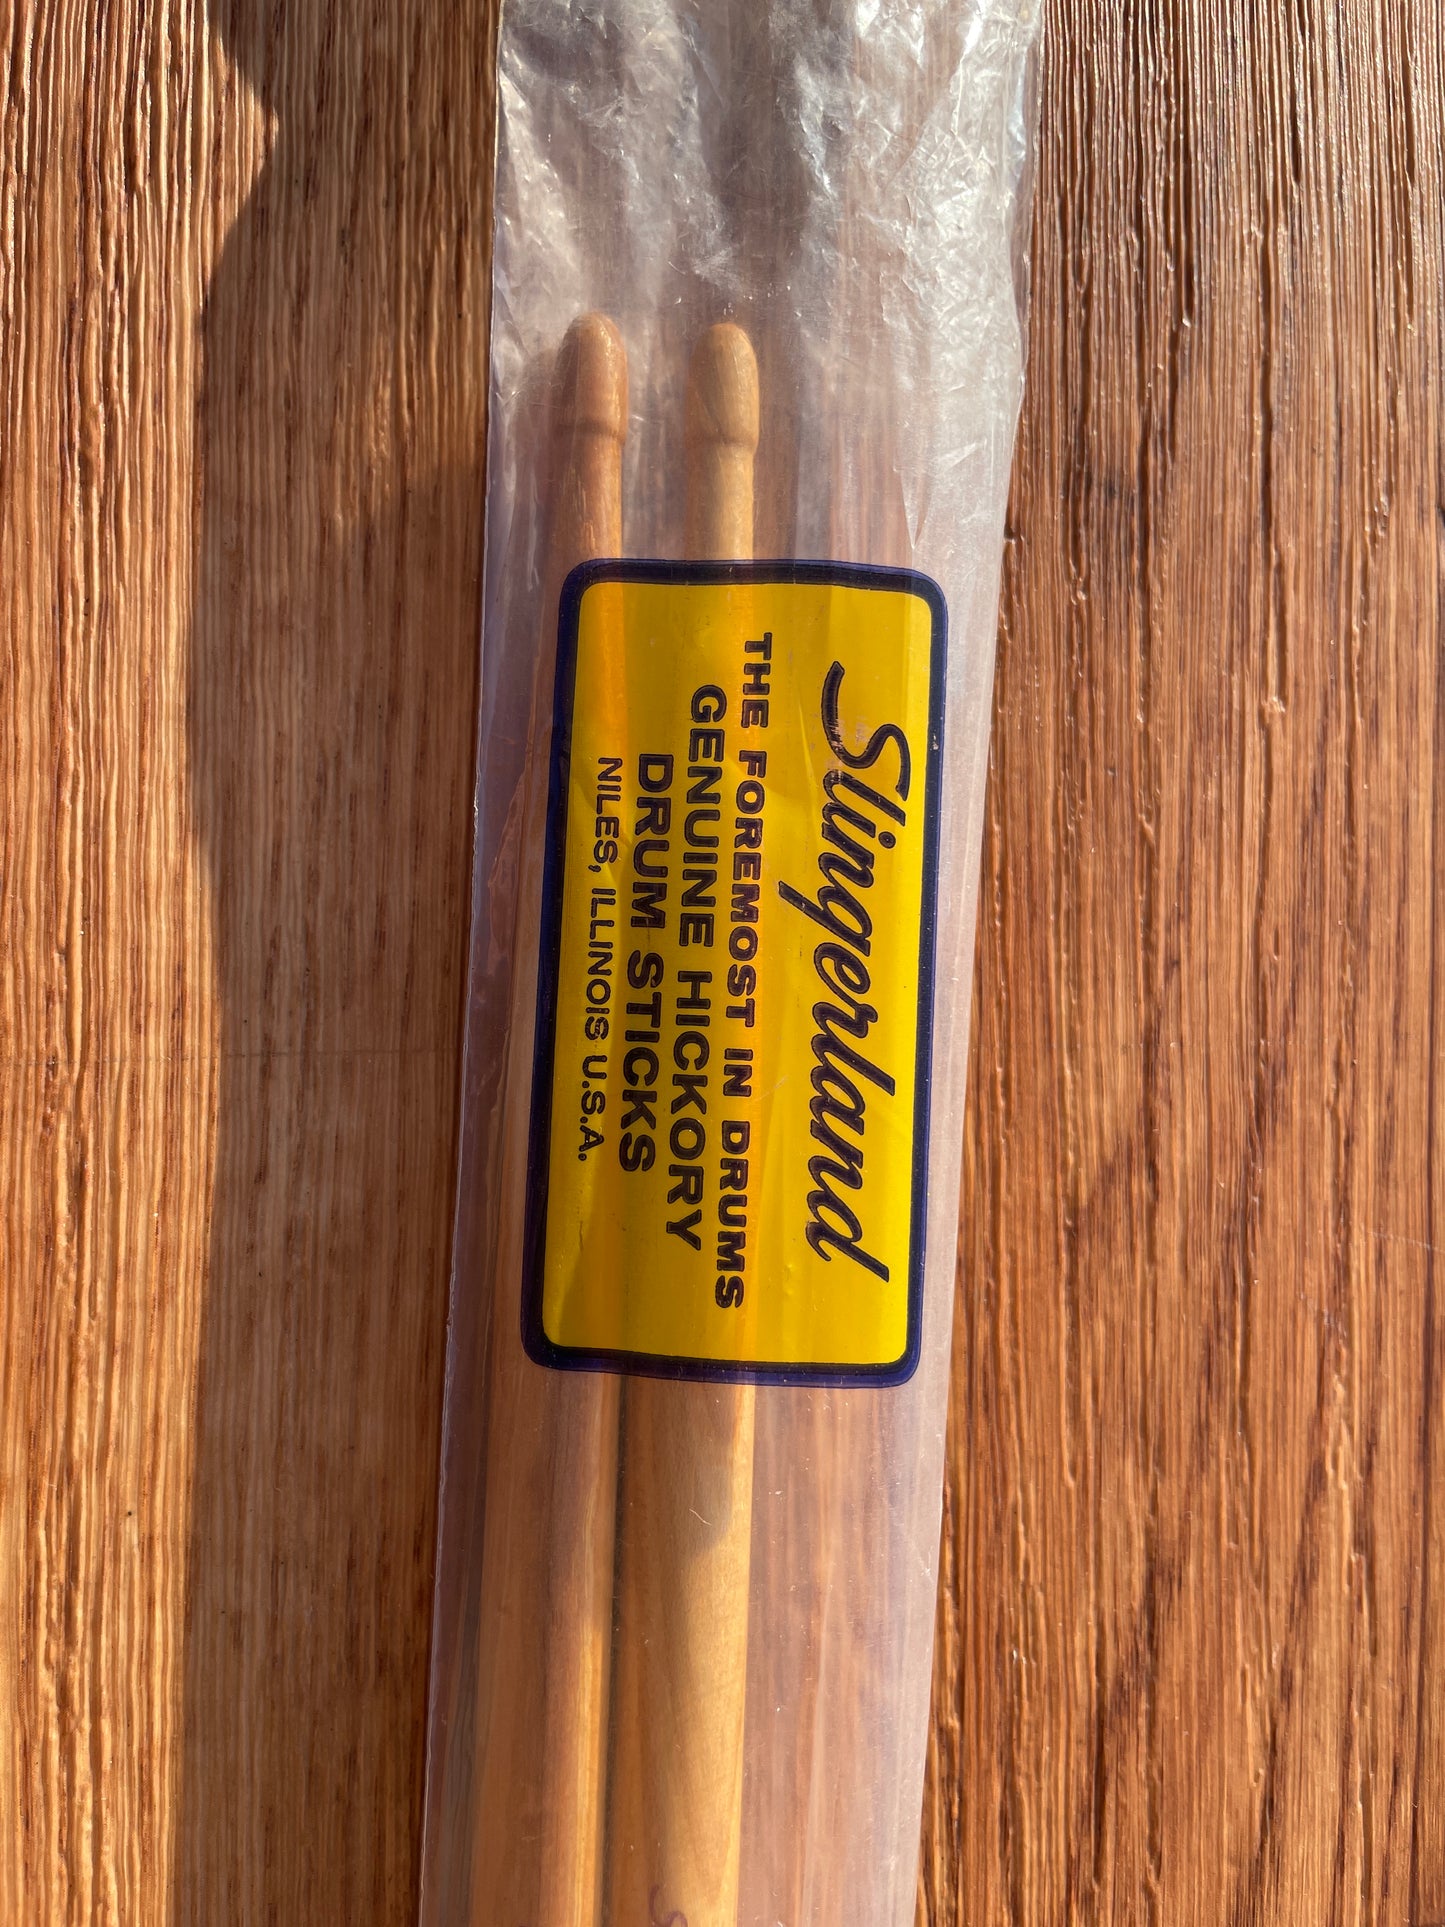 Slingerland
THE FOREMOST IN DRUMS
GENUINE HICKORY
DRUM STICKS
NILES, ILLINOIS U.S.A.